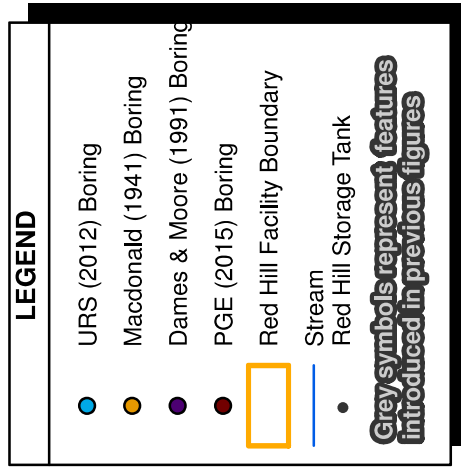 LEGEND
URS (2012) Boring
Macdonald (1941) Boring
Dames & Moore (1991) Boring
PGE (2015) Boring
Red Hill Facility Boundary
Stream
Red Hill Storage Tank
Grey symbols represent features
introduced in previous figures